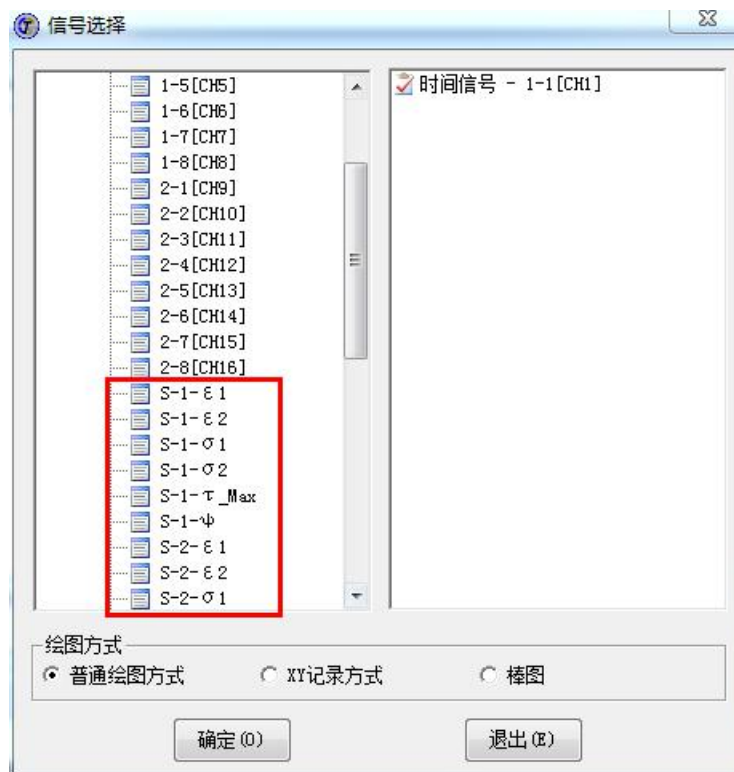 信号选择
1-5[CH5]
1-6[CH6]
1-7[CH7]
1-8[CH8]
2-1[CH9]
2-2[CH10]
2-3[CH11]
2-4[CH12]
2-5[CH13]
2-6[CH14]
2-7[CH15]
2-8[CH16]
S-1-ε1
S-1-ε2
S-1-σ1
S-1-σ2
S-1-τ_Max
S-1-ψ
S-2-ε1
S-2-ε2
S-2-σ1
时间信号 - 1-1[CH1]
绘图方式
普通绘图方式 XY记录方式 棒图
确定(O) 退出(E)